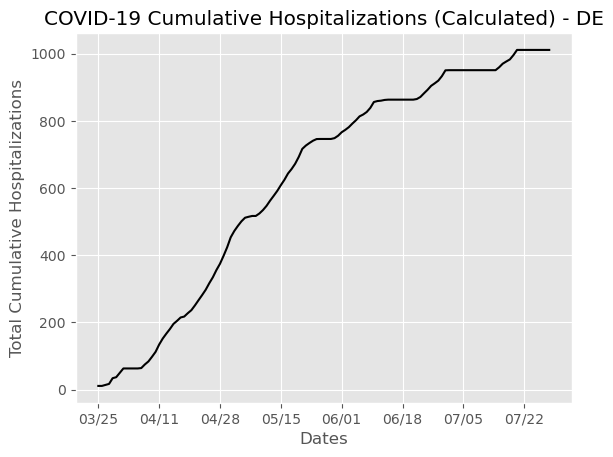 COVID-19 Cumulative Hospitalizations (Calculated) - DE
Total Cumulative Hospitalizations
1000
800
600
400
200
0
03/25 04/11 04/28 05/15 06/01 06/18 07/05 07/22
Dates